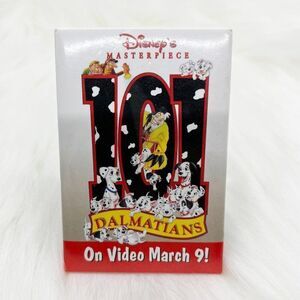 Disney's
MASTERPIECE
101
DALMATIANS
On Video March 9!